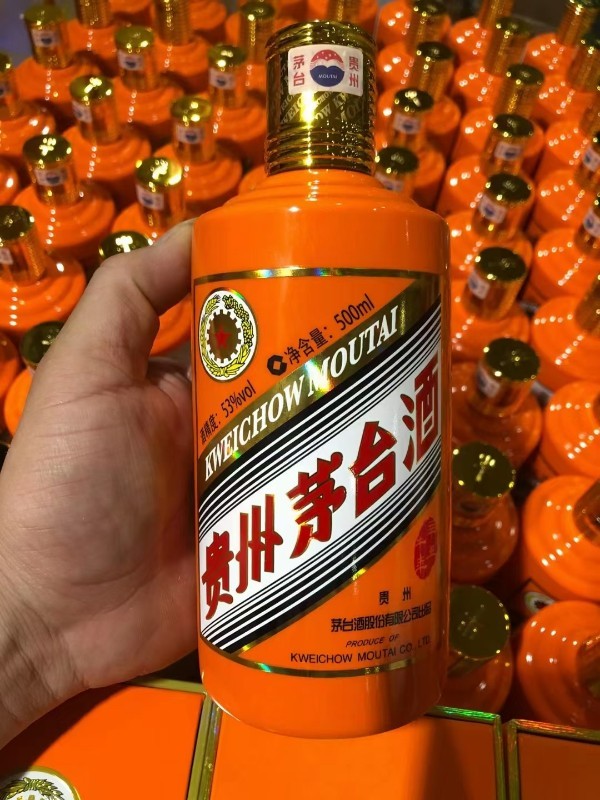 茅台
贵州
MOUTAI
净含量：500ml
酒精度：53%vol
KWEICHOW MOUTAI
贵州茅台酒
贵州
茅台酒股份有限公司出品
PRODUCE OF
KWEICHOW MOUTAI CO., LTD.